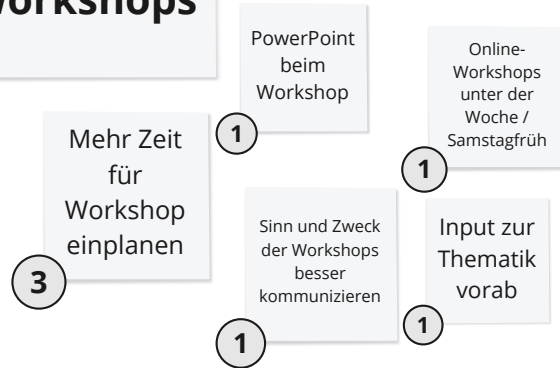 PowerPoint
beim
Workshop
1
Online-
Workshops
unter der
Woche /
Samstagfrüh
1
Mehr Zeit
für
Workshop
einplanen
3
Sinn und Zweck
der Workshops
besser
kommunizieren
1
Input zur
Thematik
vorab
1